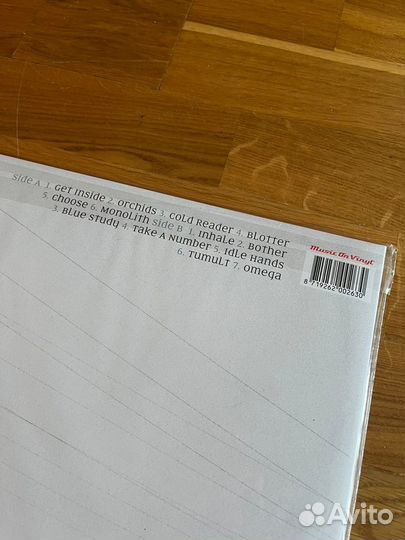 Side A 1. Get Inside 2. Orchids 3. Cold Reader 4. Blotter
5. Choose 6. Monolith Side B 1. Inhale 2. Bother
3. Blue Study 4. Take A Number 5. Idle Hands
6. Tumult 7. Omega
Music On Vinyl
8 719262 002630
Avito